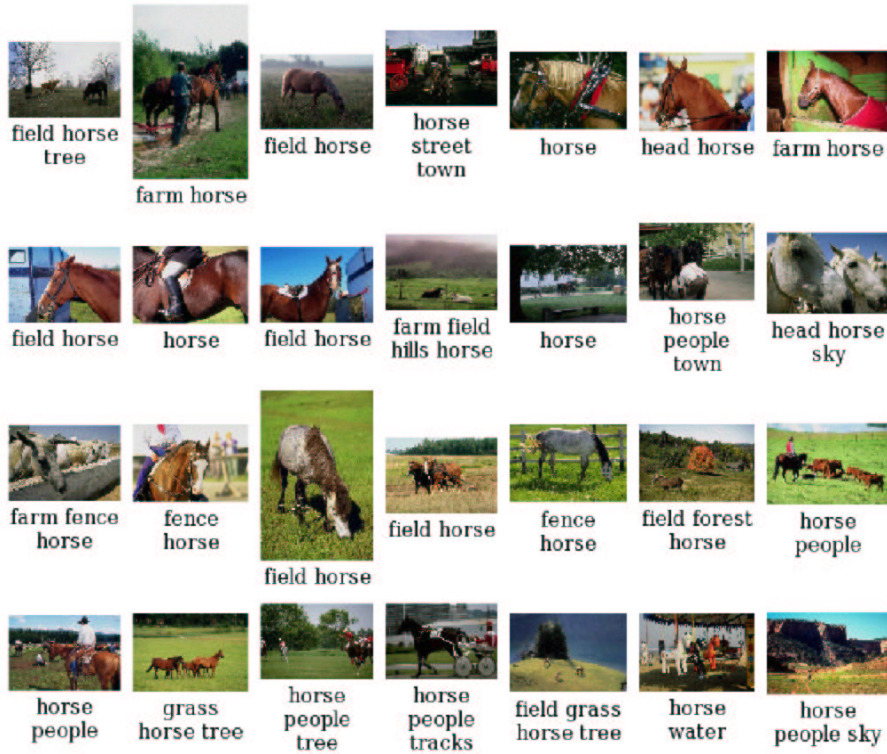 field horse
tree
farm horse
field horse
horse
street
town
horse
head horse
farm horse
field horse
horse
field horse
farm field
hills horse
horse
horse
people
town
head horse
sky
farm fence
horse
fence
horse
field horse
field horse
fence
horse
field forest
horse
horse
people
horse
people
grass
horse tree
horse
people
tree
horse
people
tracks
field grass
horse tree
horse
water
horse
people sky